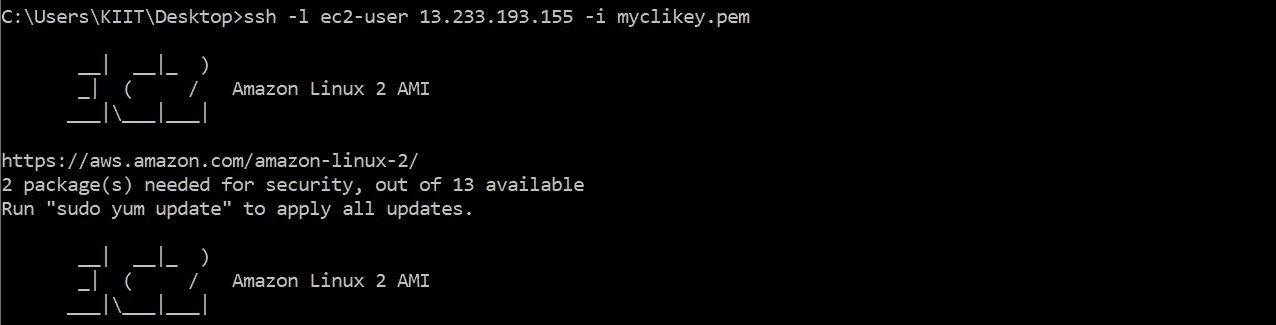 C:\Users\KIIT\Desktop>ssh -l ec2-user 13.233.193.155 -i myclikey.pem
       __|  __|_  )
       _|  (     /   Amazon Linux 2 AMI
      ___|\___|___|
https://aws.amazon.com/amazon-linux-2/
2 package(s) needed for security, out of 13 available
Run "sudo yum update" to apply all updates.
       __|  __|_  )
       _|  (     /   Amazon Linux 2 AMI
      ___|\___|___|